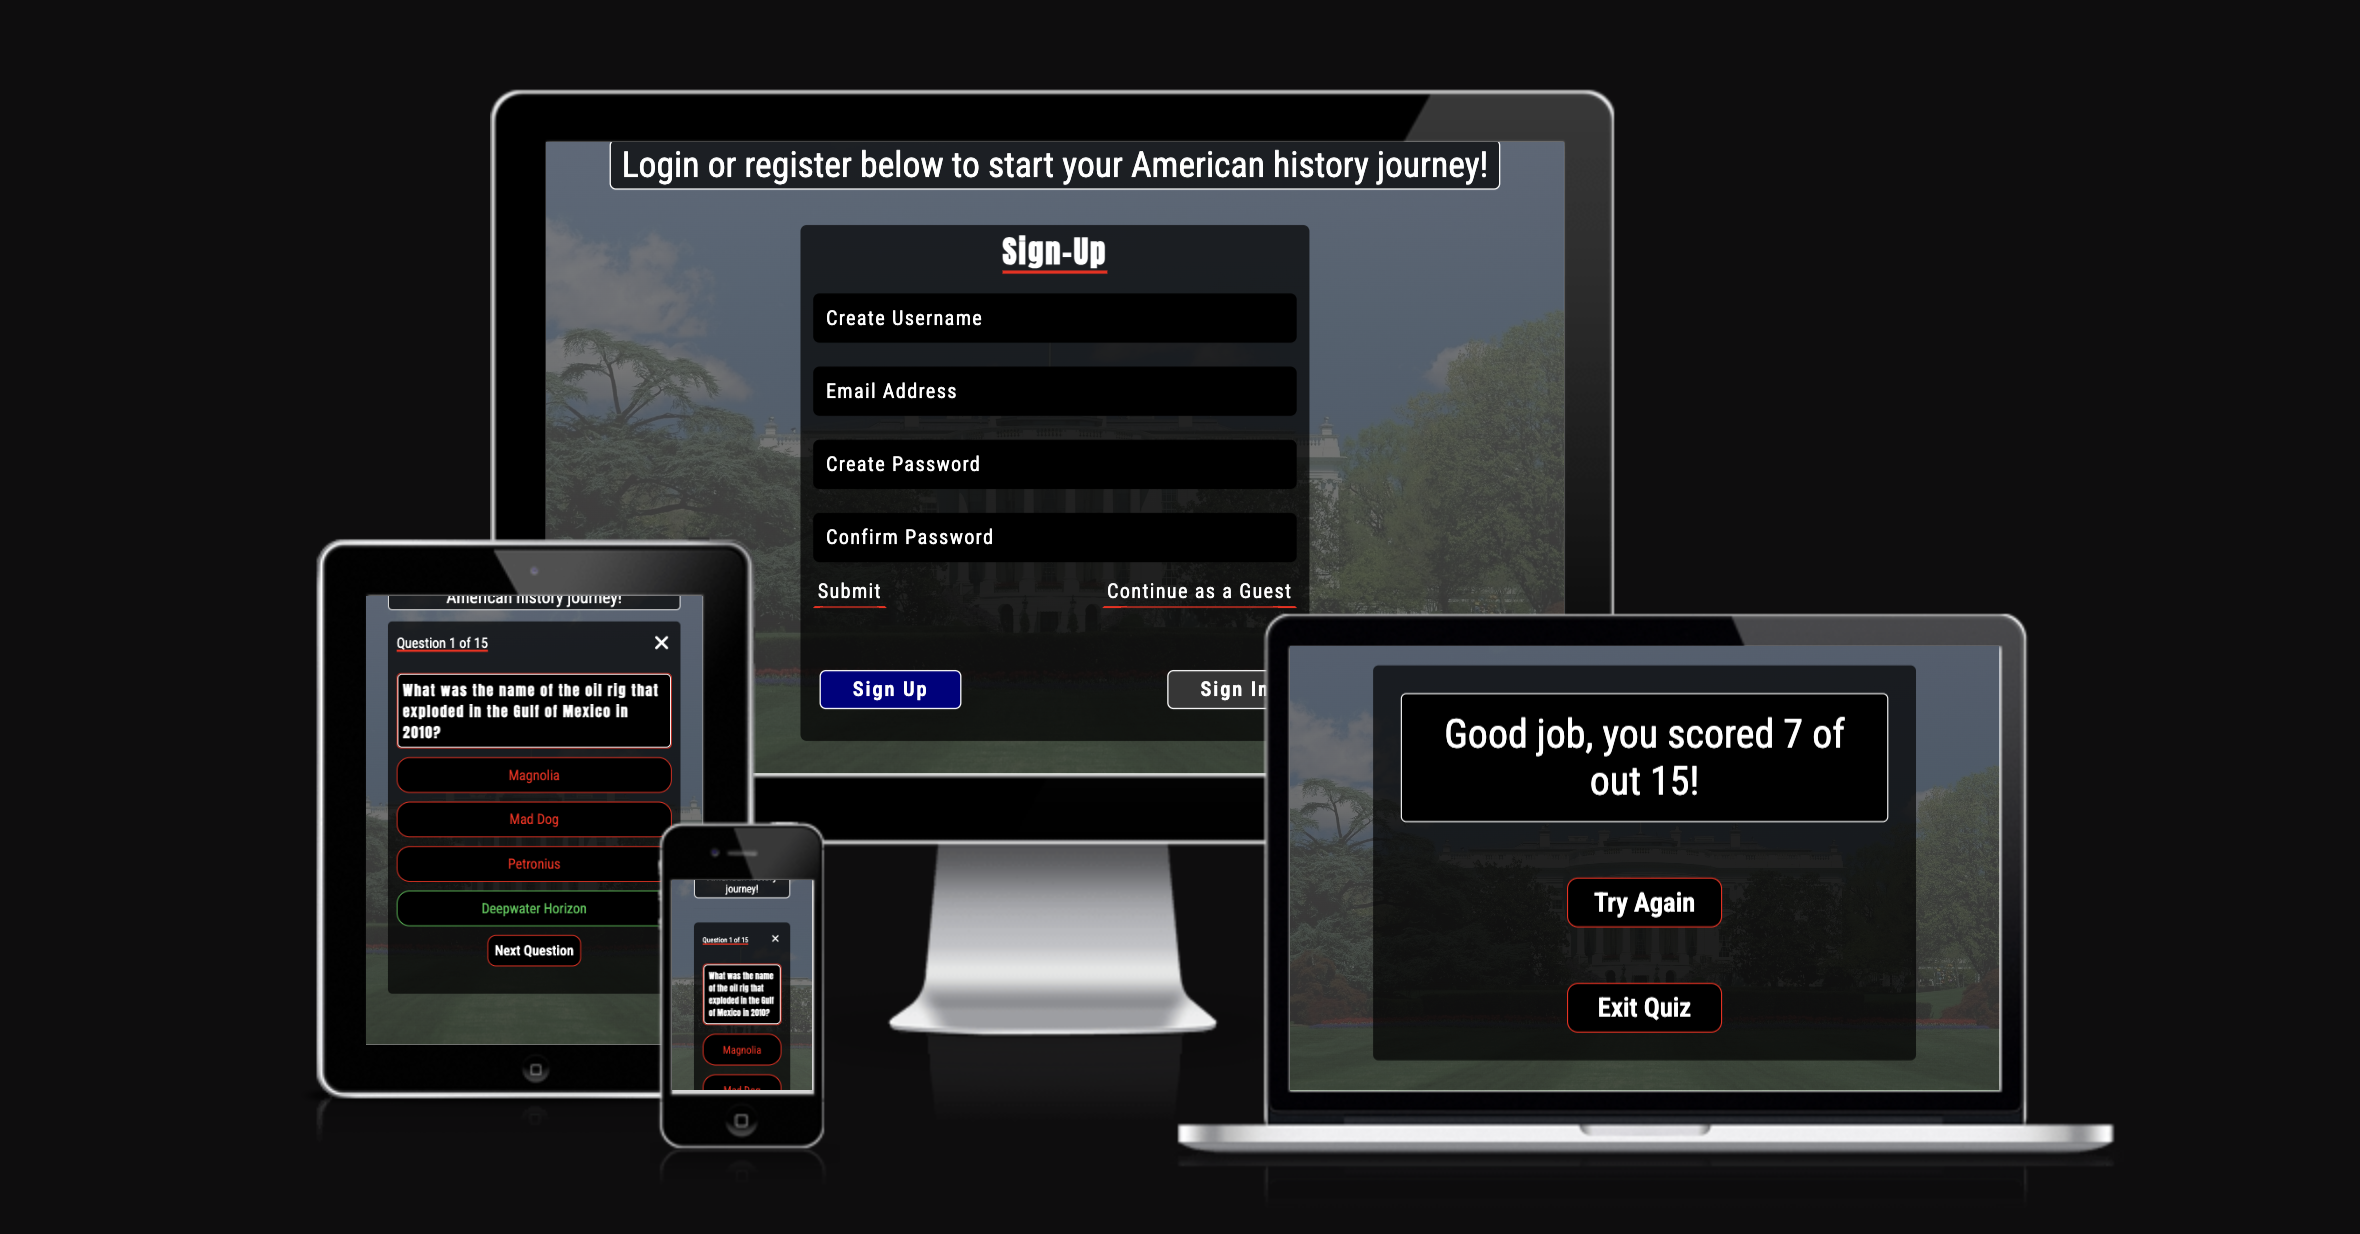 Login or register below to start your American history journey!
Sign-Up
Create Username
Email Address
Create Password
Confirm Password
Submit
Continue as a Guest
Sign Up
Sign In
American history journey!
Question 1 of 15
What was the name of the oil rig that
exploded in the Gulf of Mexico in
2010?
Magnolia
Mad Dog
Petronius
Deepwater Horizon
Next Question
journey!
Question 1 of 15
What was the name
of the oil rig that
exploded in the Gulf
of Mexico in 2010?
Magnolia
Mad Dog
Good job, you scored 7 of
out 15!
Try Again
Exit Quiz